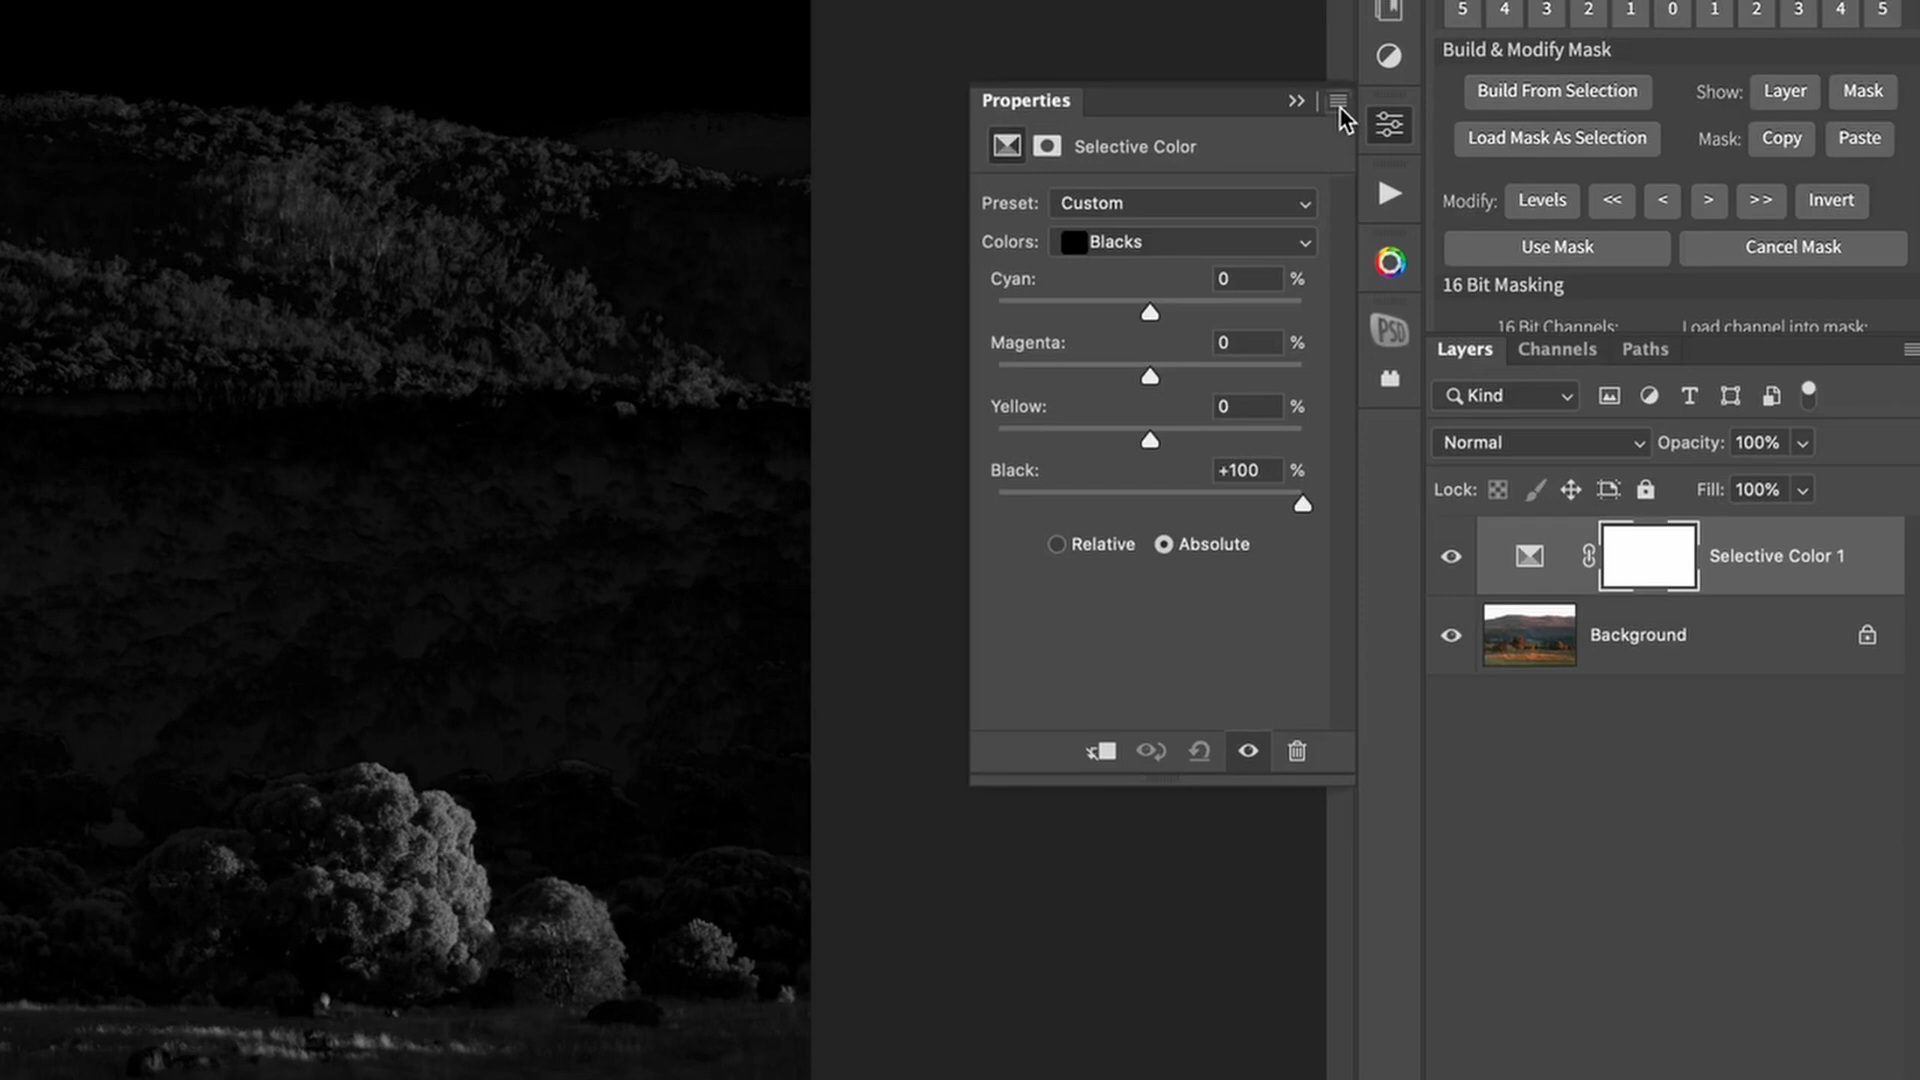 5 4 3 2 1 0 1 2 3 4 5
Build & Modify Mask
Build From Selection Show: Layer Mask
Load Mask As Selection Mask: Copy Paste
Modify: Levels << < > >> Invert
Use Mask Cancel Mask
16 Bit Masking
16 Bit Channels: Load channel into mask:
Properties
Selective Color
Preset: Custom
Colors: Blacks
Cyan: 0 %
Magenta: 0 %
Yellow: 0 %
Black: +100 %
Relative Absolute
PSD
Layers Channels Paths
Kind
Normal Opacity: 100%
Lock: Fill: 100%
Selective Color 1
Background